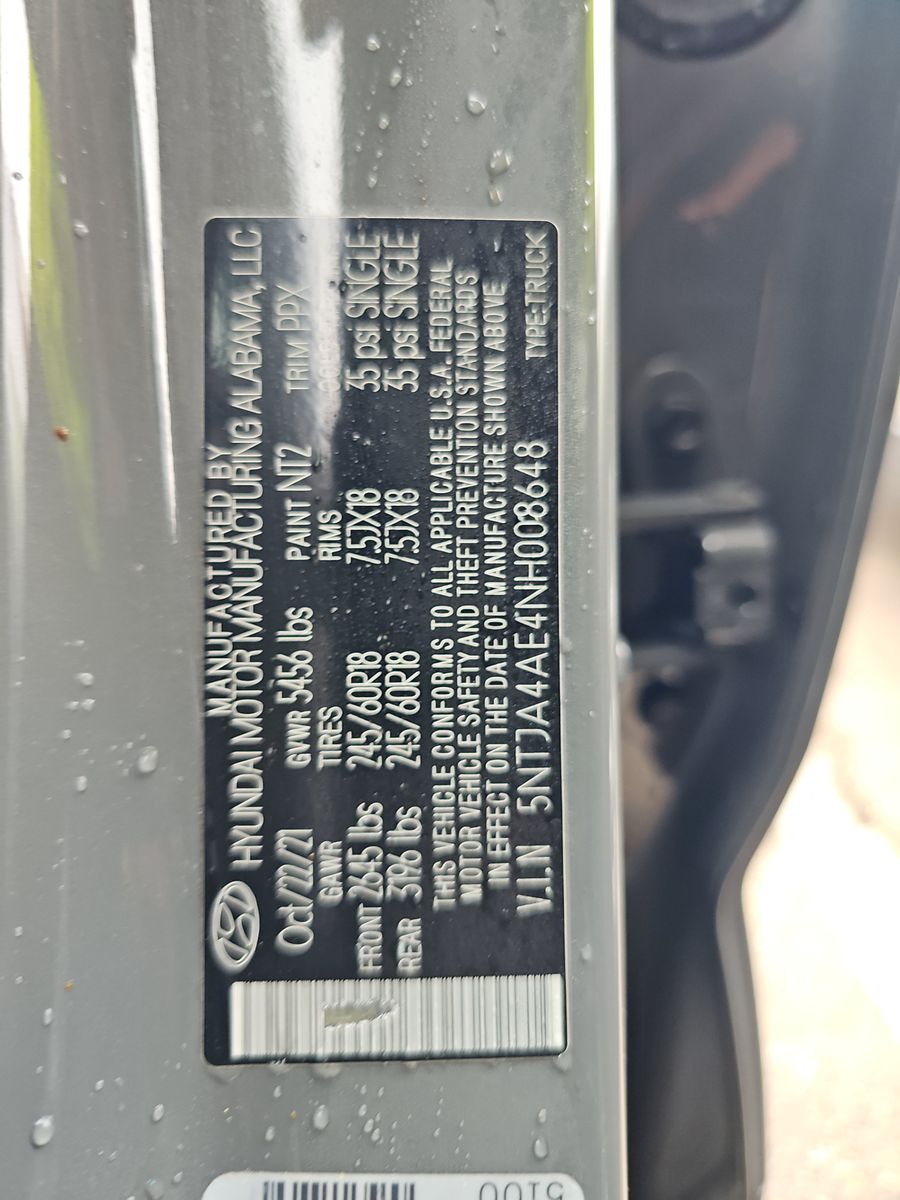 MANUFACTURED BY
HYUNDAI MOTOR MANUFACTURING ALABAMA, LLC
Oct/22/21 GVWR 5456 lbs PAINT NT2 TRIM PPX
GAWR TIRES RIMS
FRONT 2645 lbs 245/60R18 7.5JX18 35 psi SINGLE
REAR 3196 lbs 245/60R18 7.5JX18 35 psi SINGLE
THIS VEHICLE CONFORMS TO ALL APPLICABLE U.S.A. FEDERAL
MOTOR VEHICLE SAFETY AND THEFT PREVENTION STANDARDS
IN EFFECT ON THE DATE OF MANUFACTURE SHOWN ABOVE
V.I.N 5NTJA4AE4NH008648 TYPE:TRUCK
5100